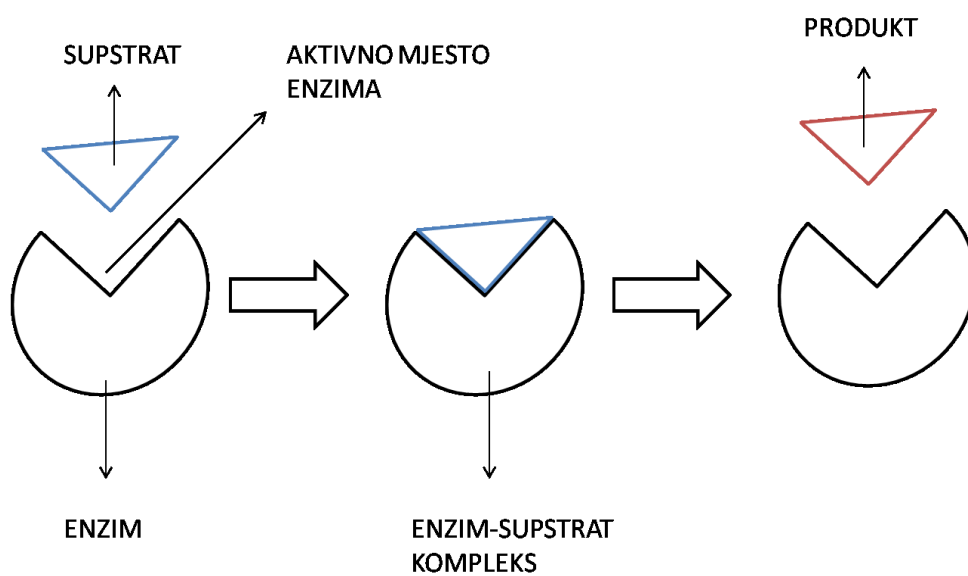 SUPSTRAT
AKTIVNO MJESTO
ENZIMA
PRODUKT
ENZIM
ENZIM-SUPSTRAT
KOMPLEKS